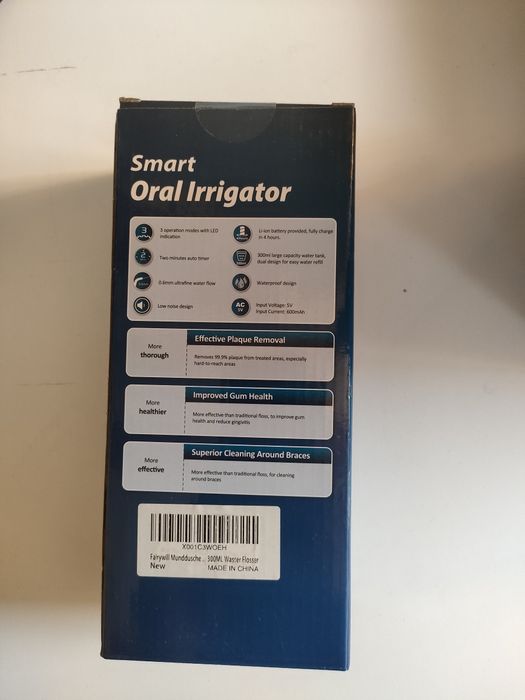 Smart
Oral Irrigator
3
3 operation modes with LED
indication
Li-ion battery provided, fully charge
in 4 hours.
2
Two minutes auto timer
300ml large capacity water tank,
dual design for easy water refill
0.6mm ultrafine water flow
Waterproof design
Low noise design
AC
5V
Input Voltage: 5V
Input Current: 600mAh
More
thorough
Effective Plaque Removal
Removes 99.9% plaque from treated areas, especially
hard-to-reach areas
More
healthier
Improved Gum Health
More effective than traditional floss, to improve gum
health and reduce gingivitis
More
effective
Superior Cleaning Around Braces
More effective than traditional floss, for cleaning
around braces
X001C3WOEH
Fairywill Munddusche ... 300ML Wasser Flosser
New
MADE IN CHINA